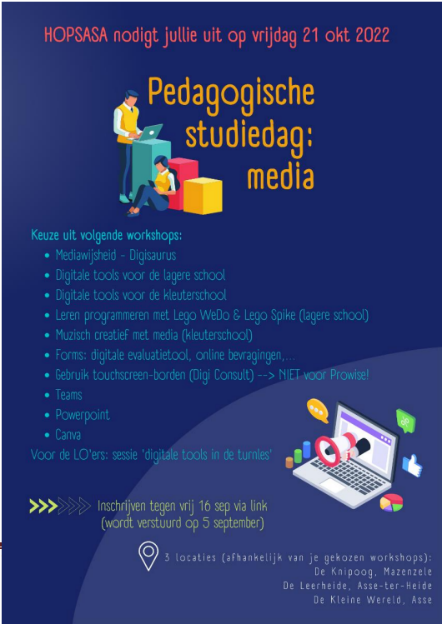 HOPSASA nodigt jullie uit op vrijdag 21 okt 2022
Pedagogische
studiedag:
media
Keuze uit volgende workshops:
• Mediawijsheid - Digisaurus
• Digitale tools voor de lagere school
• Digitale tools voor de kleuterschool
• Leren programmeren met Lego WeDo & Lego Spike (lagere school)
• Muzisch creatief met media (kleuterschool)
• Forms: digitale evaluatietool, online bevragingen,...
• Gebruik touchscreen-borden (Digi Consult) --> NIET voor Prowise!
• Teams
• Powerpoint
• Canva
Voor de LO'ers: sessie 'digitale tools in de turnles'
Inschrijven tegen vrij 16 sep via link
(wordt verstuurd op 5 september)
3 locaties (afhankelijk van je gekozen workshops):
De Knipoog, Mazenzele
De Leerheide, Asse-ter-Heide
De Kleine Wereld, Asse